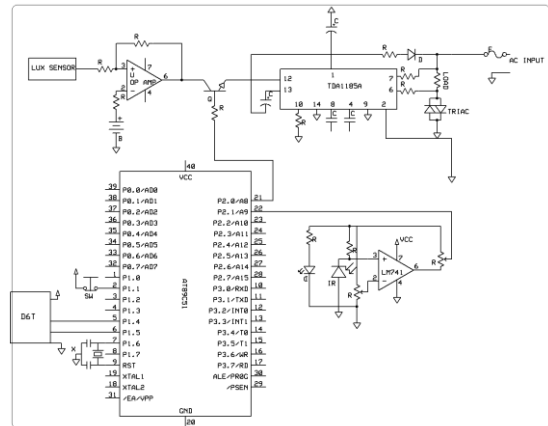 C
R
R
D
F
AC INPUT
LUX SENSOR
R
3
+
U
7
OP AMP
6
2
-
4
R
B
Q
R
12
13
C
1
TDA1185A
7
6
R
R
LOAD
TRIAC
10
14
8
4
9
2
R
C
C
40
VCC
39 P0.0/AD0
38 P0.1/AD1
37 P0.2/AD2
36 P0.3/AD3
35 P0.4/AD4
34 P0.5/AD5
33 P0.6/AD6
32 P0.7/AD7
1 P1.0
2 P1.1
3 P1.2
4 P1.3
5 P1.4
6 P1.5
7 P1.6
8 P1.7
9 RST
19 XTAL1
18 XTAL2
31 /EA/VPP
AT89C51
P2.0/A8 21
P2.1/A9 22
P2.2/A10 23
P2.3/A11 24
P2.4/A12 25
P2.5/A13 26
P2.6/A14 27
P2.7/A15 28
P3.0/RXD 10
P3.1/TXD 11
P3.2/INT0 12
P3.3/INT1 13
P3.4/T0 14
P3.5/T1 15
P3.6/WR 16
P3.7/RD 17
ALE/PROG 30
/PSEN 29
GND
20
SW
D6T
X
C
C
R
R
IR
R
VCC
3
+
7
LM741
6
2
-
4
R